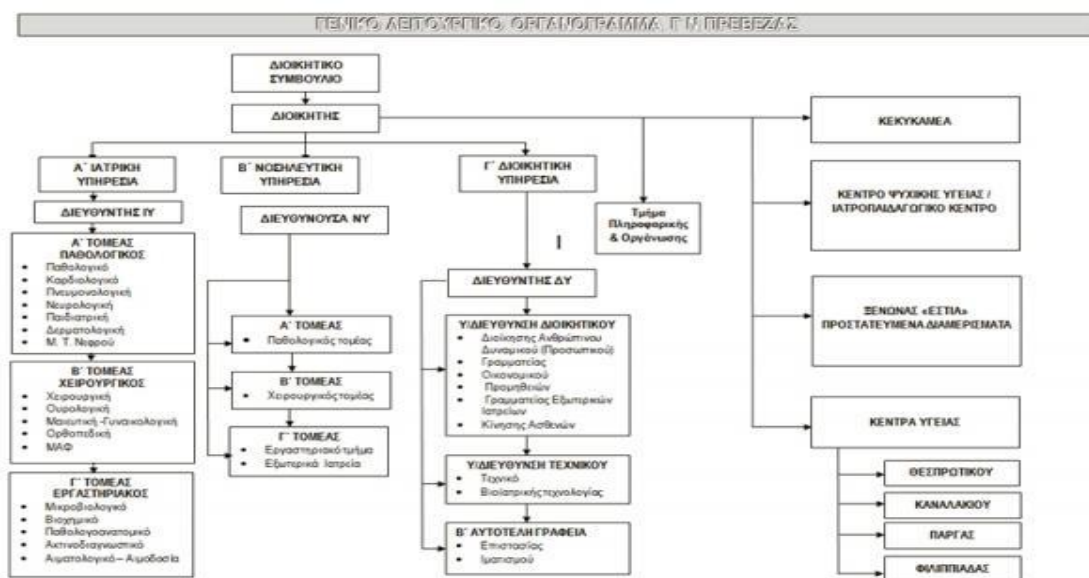 ΓΕΝΙΚΟ ΛΕΙΤΟΥΡΓΙΚΟ ΟΡΓΑΝΟΓΡΑΜΜΑ Γ Ν ΠΡΕΒΕΖΑΣ
ΔΙΟΙΚΗΤΙΚΟ
ΣΥΜΒΟΥΛΙΟ
ΔΙΟΙΚΗΤΗΣ
Α΄ ΙΑΤΡΙΚΗ
ΥΠΗΡΕΣΙΑ
ΔΙΕΥΘΥΝΤΗΣ ΙΥ
Α΄ ΤΟΜΕΑΣ
ΠΑΘΟΛΟΓΙΚΟΣ
• Παθολογικό
• Καρδιολογικό
• Πνευμονολογική
• Νευρολογική
• Παιδιατρική
• Δερματολογική
• Μ. Τ. Νεφρού
Β΄ ΤΟΜΕΑΣ
ΧΕΙΡΟΥΡΓΙΚΟΣ
• Χειρουργική
• Ουρολογική
• Μαιευτική -Γυναικολογική
• Ορθοπεδική
• ΜΑΦ
Γ΄ ΤΟΜΕΑΣ
ΕΡΓΑΣΤΗΡΙΑΚΟΣ
• Μικροβιολογικό
• Βιοχημικό
• Παθολογοανατομικό
• Ακτινοδιαγνωστικό
• Αιματολογικό – Αιμοδοσία
Β΄ ΝΟΣΗΛΕΥΤΙΚΗ
ΥΠΗΡΕΣΙΑ
ΔΙΕΥΘΥΝΟΥΣΑ ΝΥ
Α΄ ΤΟΜΕΑΣ
• Παθολογικός τομέας
Β΄ ΤΟΜΕΑΣ
• Χειρουργικός τομέας
Γ΄ ΤΟΜΕΑΣ
• Εργαστηριακό τμήμα
• Εξωτερικά Ιατρεία
Γ΄ ΔΙΟΙΚΗΤΙΚΗ
ΥΠΗΡΕΣΙΑ
ΔΙΕΥΘΥΝΤΗΣ ΔΥ
Υ/ΔΙΕΥΘΥΝΣΗ ΔΙΟΙΚΗΤΙΚΟΥ
• Διοίκησης Ανθρώπινου
Δυναμικού (Προσωπικού)
• Γραμματείας
• Οικονομικού
• Προμηθειών
• Γραμματείας Εξωτερικών
Ιατρείων
• Κίνησης Ασθενών
Υ/ΔΙΕΥΘΥΝΣΗ ΤΕΧΝΙΚΟΥ
• Τεχνικό
• Βιοϊατρικής τεχνολογίας
Β΄ ΑΥΤΟΤΕΛΗ ΓΡΑΦΕΙΑ
• Επιστασίας
• Ιματισμού
Τμήμα
Πληροφορικής
& Οργάνωσης
ΚΕΚΥΚΑΜΕΑ
ΚΕΝΤΡΟ ΨΥΧΙΚΗΣ ΥΓΕΙΑΣ /
ΙΑΤΡΟΠΑΙΔΑΓΩΓΙΚΟ ΚΕΝΤΡΟ
ΞΕΝΩΝΑΣ «ΕΣΤΙΑ»
ΠΡΟΣΤΑΤΕΥΜΕΝΑ ΔΙΑΜΕΡΙΣΜΑΤΑ
ΚΕΝΤΡΑ ΥΓΕΙΑΣ
ΘΕΣΠΡΩΤΙΚΟΥ
ΚΑΝΑΛΑΚΙΟΥ
ΠΑΡΓΑΣ
ΦΙΛΙΠΠΙΑΔΑΣ